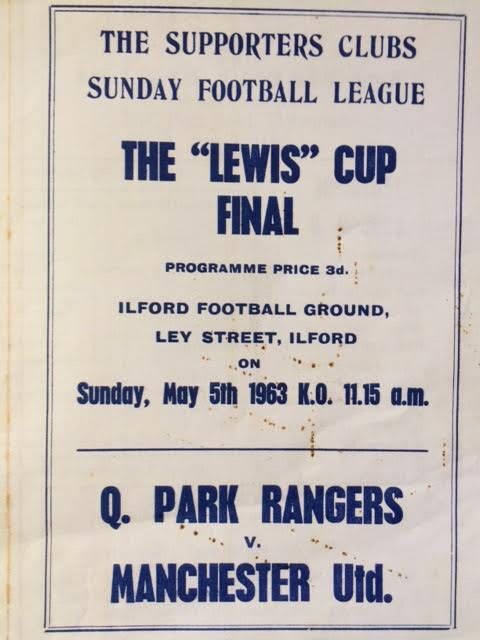 THE SUPPORTERS CLUBS
SUNDAY FOOTBALL LEAGUE
THE “LEWIS” CUP
FINAL
PROGRAMME PRICE 3d.
ILFORD FOOTBALL GROUND,
LEY STREET, ILFORD
ON
Sunday, May 5th 1963 K.O. 11.15 a.m.
Q. PARK RANGERS
v.
MANCHESTER Utd.